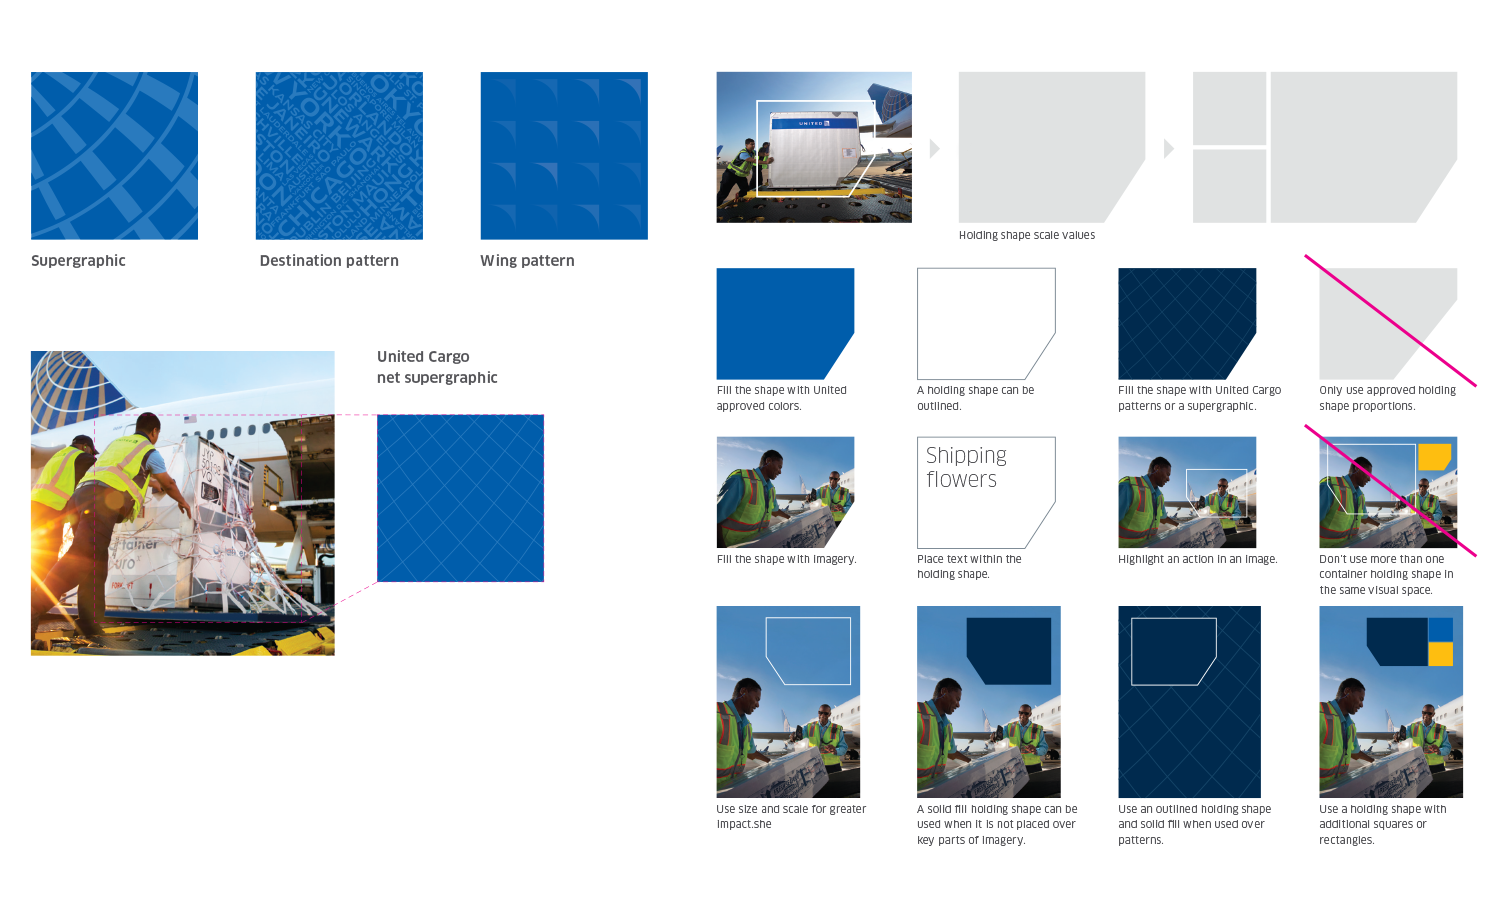 Supergraphic
Destination pattern
Wing pattern
CHICAGO
United Cargo
net supergraphic
UNITED
Holding shape scale values
Fill the shape with United
approved colors.
A holding shape can be
outlined.
Fill the shape with United Cargo
patterns or a supergraphic.
Only use approved holding
shape proportions.
Shipping
flowers
Fill the shape with imagery.
Place text within the
holding shape.
Highlight an action in an image.
Don't use more than one
container holding shape in
the same visual space.
Use size and scale for greater
impact.she
A solid fill holding shape can be
used when it is not placed over
key parts of imagery.
Use an outlined holding shape
and solid fill when used over
patterns.
Use a holding shape with
additional squares or
rectangles.